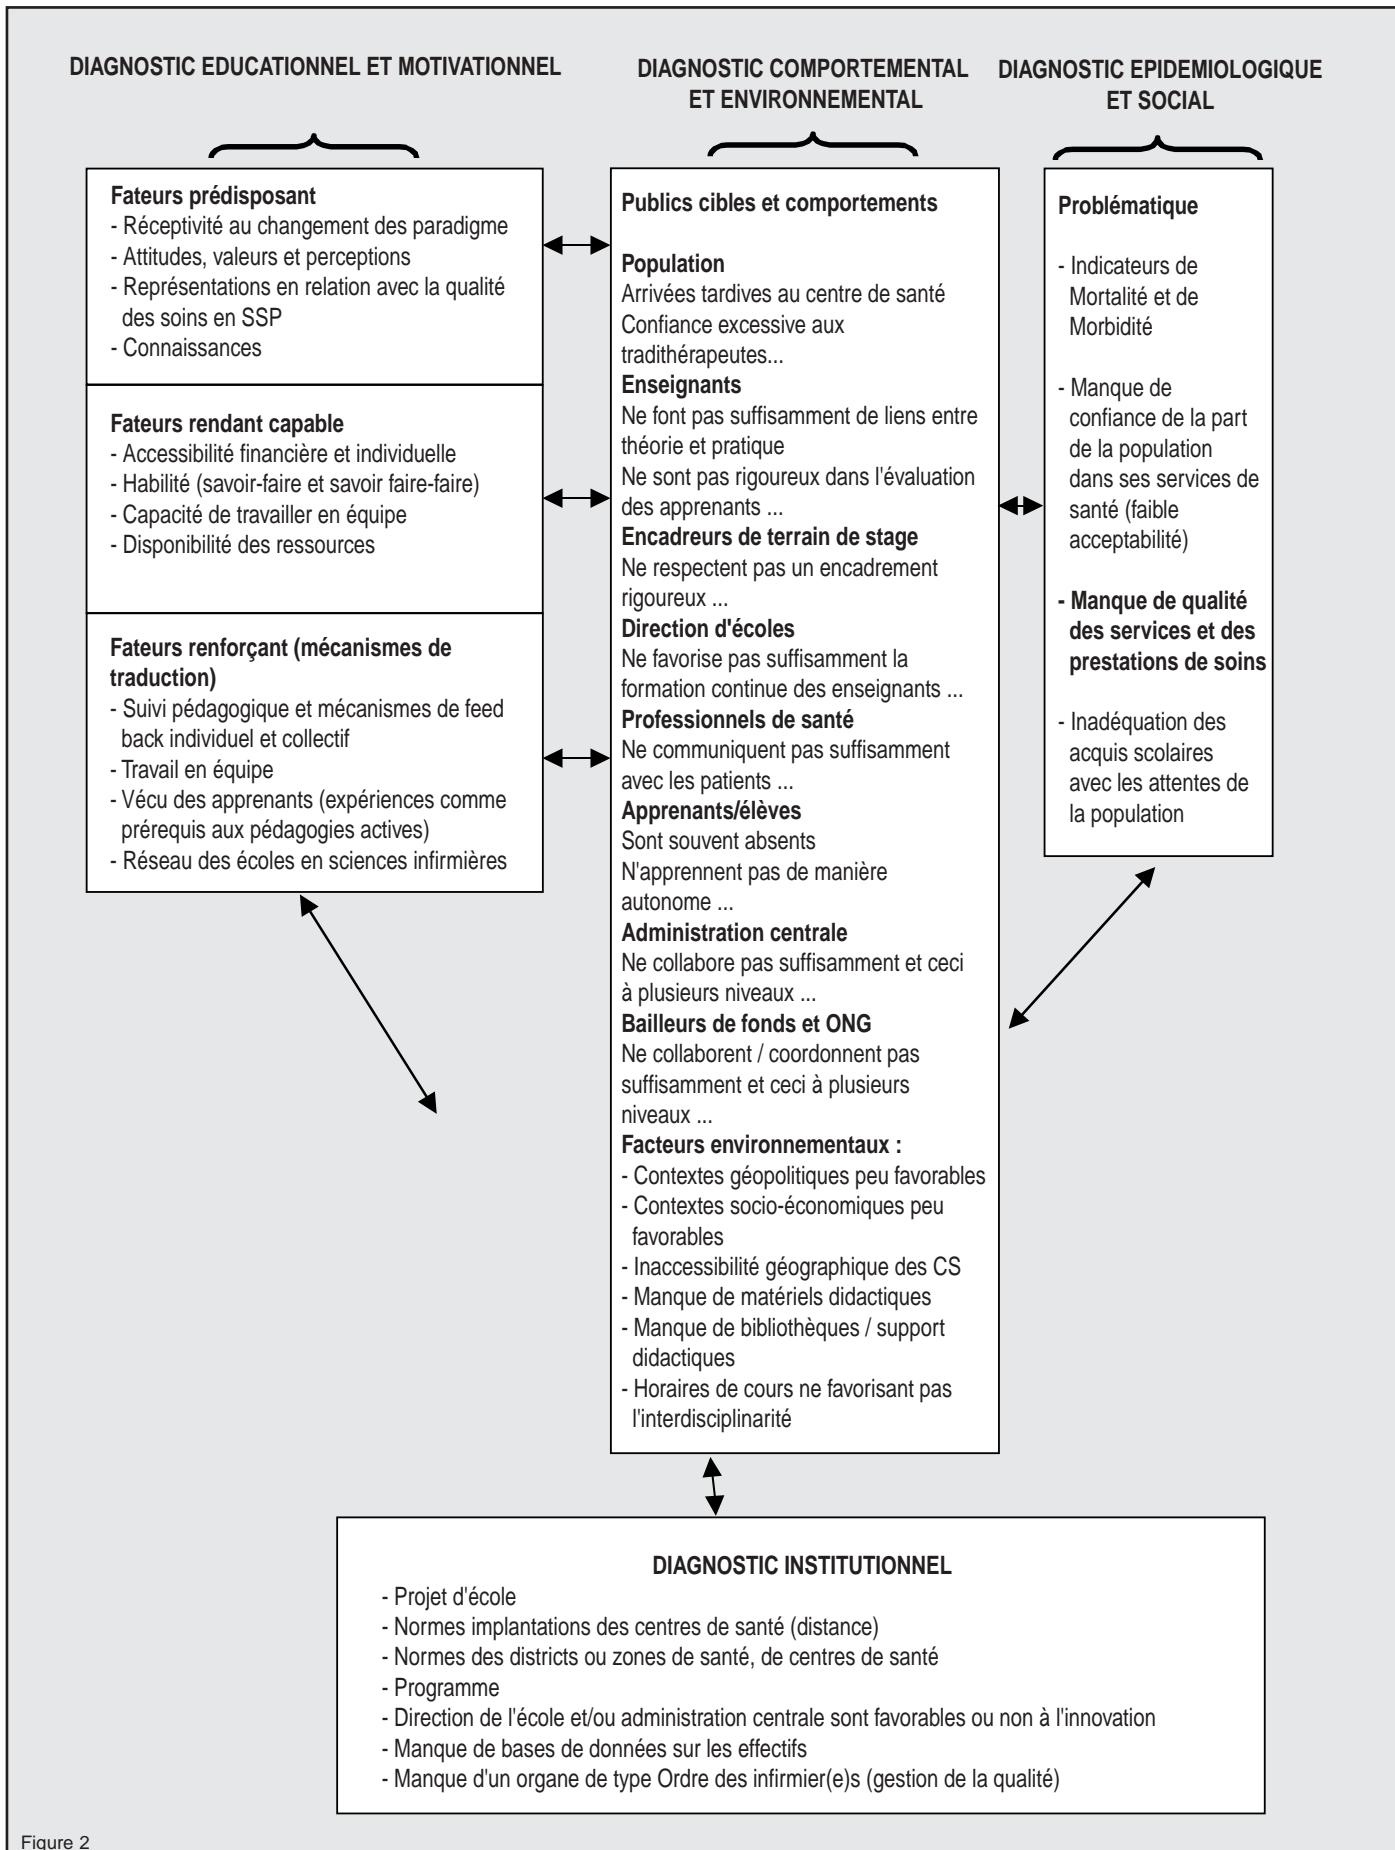 DIAGNOSTIC EDUCATIONNEL ET MOTIVATIONNEL
Fateurs prédisposant
- Réceptivité au changement des paradigme
- Attitudes, valeurs et perceptions
- Représentations en relation avec la qualité
des soins en SSP
- Connaissances
Fateurs rendant capable
- Accessibilité financière et individuelle
- Habilité (savoir-faire et savoir faire-faire)
- Capacité de travailler en équipe
- Disponibilité des ressources
Fateurs renforçant (mécanismes de
traduction)
- Suivi pédagogique et mécanismes de feed
back individuel et collectif
- Travail en équipe
- Vécu des apprenants (expériences comme
prérequis aux pédagogies actives)
- Réseau des écoles en sciences infirmières
DIAGNOSTIC COMPORTEMENTAL
ET ENVIRONNEMENTAL
Publics cibles et comportements
Population
Arrivées tardives au centre de santé
Confiance excessive aux
tradithérapeutes...
Enseignants
Ne font pas suffisamment de liens entre
théorie et pratique
Ne sont pas rigoureux dans l'évaluation
des apprenants ...
Encadreurs de terrain de stage
Ne respectent pas un encadrement
rigoureux ...
Direction d'écoles
Ne favorise pas suffisamment la
formation continue des enseignants ...
Professionnels de santé
Ne communiquent pas suffisamment
avec les patients ...
Apprenants/élèves
Sont souvent absents
N'apprennent pas de manière
autonome ...
Administration centrale
Ne collabore pas suffisamment et ceci
à plusieurs niveaux ...
Bailleurs de fonds et ONG
Ne collaborent / coordonnent pas
suffisamment et ceci à plusieurs
niveaux ...
Facteurs environnementaux :
- Contextes géopolitiques peu favorables
- Contextes socio-économiques peu
favorables
- Inaccessibilité géographique des CS
- Manque de matériels didactiques
- Manque de bibliothèques / support
didactiques
- Horaires de cours ne favorisant pas
l'interdisciplinarité
DIAGNOSTIC EPIDEMIOLOGIQUE
ET SOCIAL
Problématique
- Indicateurs de
Mortalité et de
Morbidité
- Manque de
confiance de la part
de la population
dans ses services de
santé (faible
acceptabilité)
- Manque de qualité
des services et des
prestations de soins
- Inadéquation des
acquis scolaires
avec les attentes de
la population
DIAGNOSTIC INSTITUTIONNEL
- Projet d'école
- Normes implantations des centres de santé (distance)
- Normes des districts ou zones de santé, de centres de santé
- Programme
- Direction de l'école et/ou administration centrale sont favorables ou non à l'innovation
- Manque de bases de données sur les effectifs
- Manque d'un organe de type Ordre des infirmier(e)s (gestion de la qualité)
Figure 2